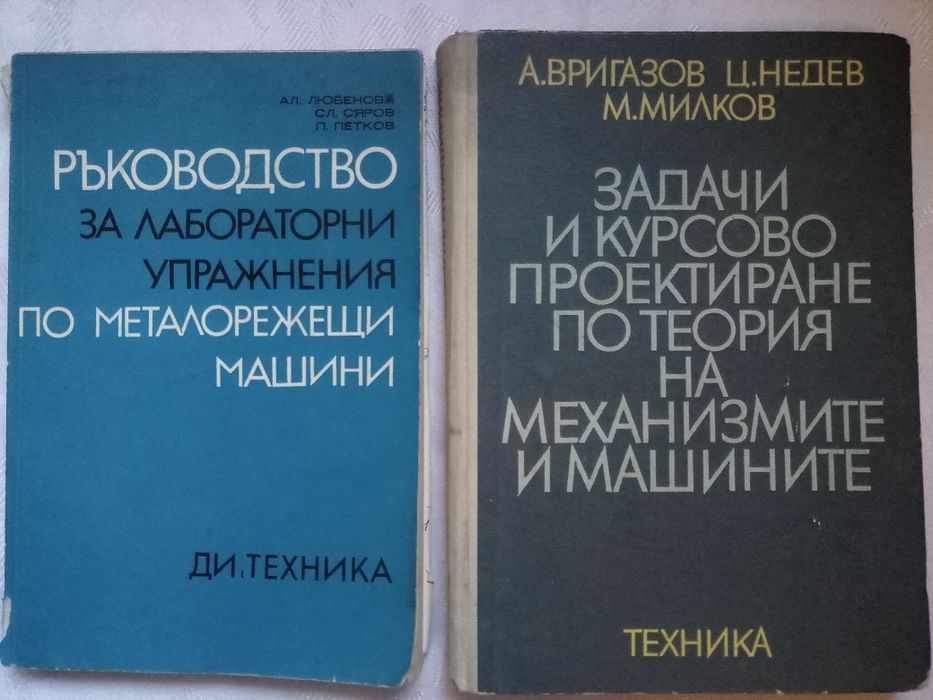 АЛ. ЛЮБЕНОВА
СЛ. СЯРОВ
П. ПЕТКОВ
РЪКОВОДСТВО
ЗА ЛАБОРАТОРНИ
УПРАЖНЕНИЯ
ПО МЕТАЛОРЕЖЕЩИ
МАШИНИ
ДИ„ТЕХНИКА
А.ВРИГАЗОВ Ц.НЕДЕВ
М.МИЛКОВ
ЗАДАЧИ
И КУРСОВО
ПРОЕКТИРАНЕ
ПО ТЕОРИЯ
НА
МЕХАНИЗМИТЕ
И МАШИНИТЕ
ТЕХНИКА